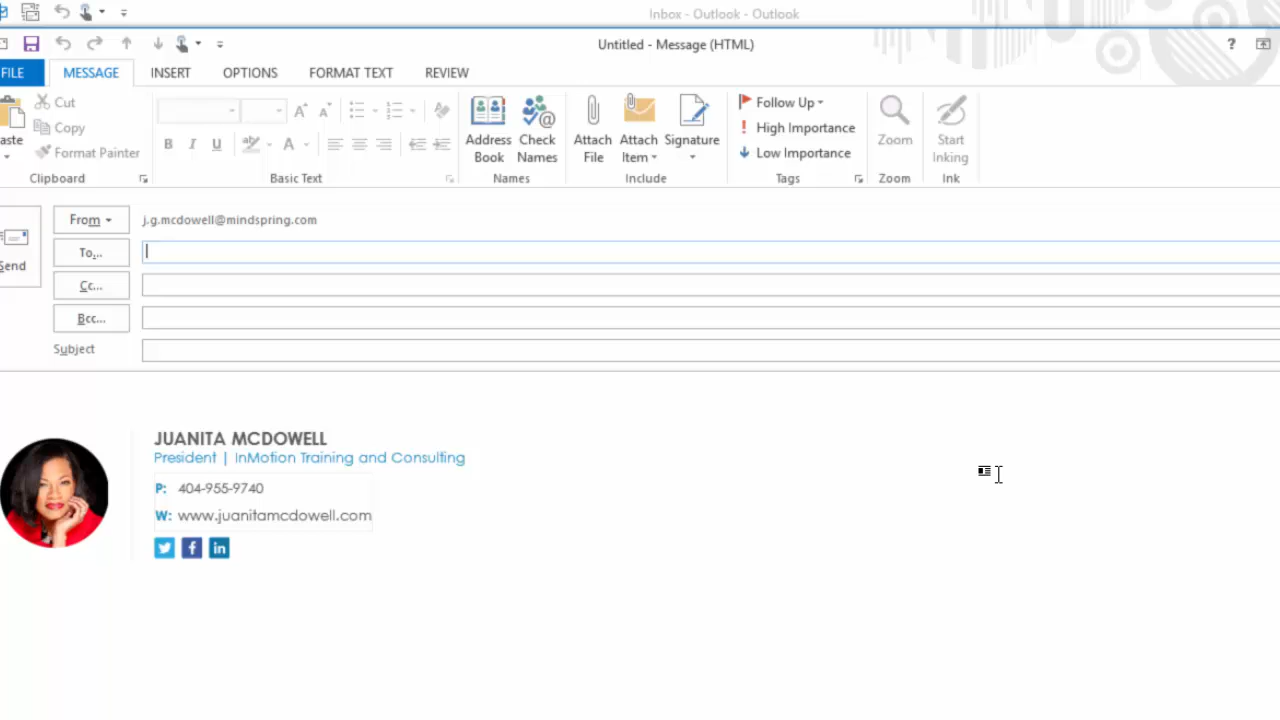 Inbox - Outlook - Outlook
Untitled - Message (HTML)
?
FILE MESSAGE INSERT OPTIONS FORMAT TEXT REVIEW
Cut
Copy
Format Painter
Clipboard
B I U
A
Basic Text
Address Book
Check Names
Names
Attach File
Attach Item
Signature
Include
Follow Up
High Importance
Low Importance
Tags
Zoom
Zoom
Start Inking
Ink
Send
From j.g.mcdowell@mindspring.com
To...
Cc...
Bcc...
Subject
JUANITA MCDOWELL
President | InMotion Training and Consulting
P: 404-955-9740
W: www.juanitamcdowell.com
f in